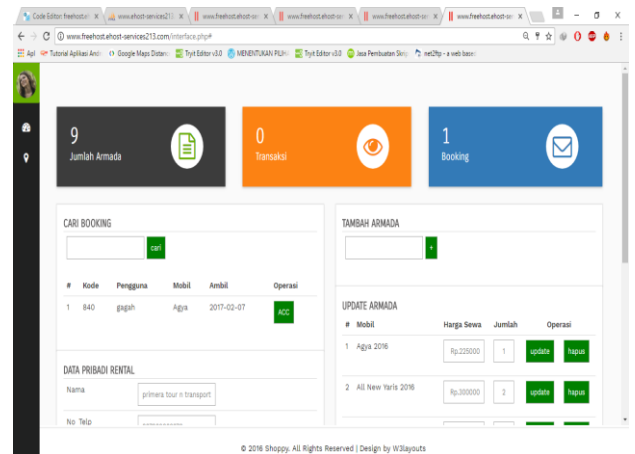 Code Editor: freehost.e
www.ehost-services21
www.freehost.ehost-se
www.freehost.ehost-ser
www.freehost.ehost-ser
www.freehost.ehost-ser
www.freehost.ehost-services213.com/interface.php#
Apl
Tutorial Aplikasi Andr
Google Maps Distanc
Tryit Editor v3.0
MENENTUKAN PILIH
Tryit Editor v3.0
Jasa Pembuatan Skrip
net2ftp - a web base
9
Jumlah Armada
0
Transaksi
1
Booking
CARI BOOKING
cari
# Kode Pengguna Mobil Ambil Operasi
1 840 gagah Agya 2017-02-07 ACC
DATA PRIBADI RENTAL
Nama primera tour n transport
No Telp
TAMBAH ARMADA
+
UPDATE ARMADA
# Mobil Harga Sewa Jumlah Operasi
1 Agya 2016 Rp.225000 1 update hapus
2 All New Yaris 2016 Rp.300000 2 update hapus
© 2016 Shoppy. All Rights Reserved | Design by W3layouts